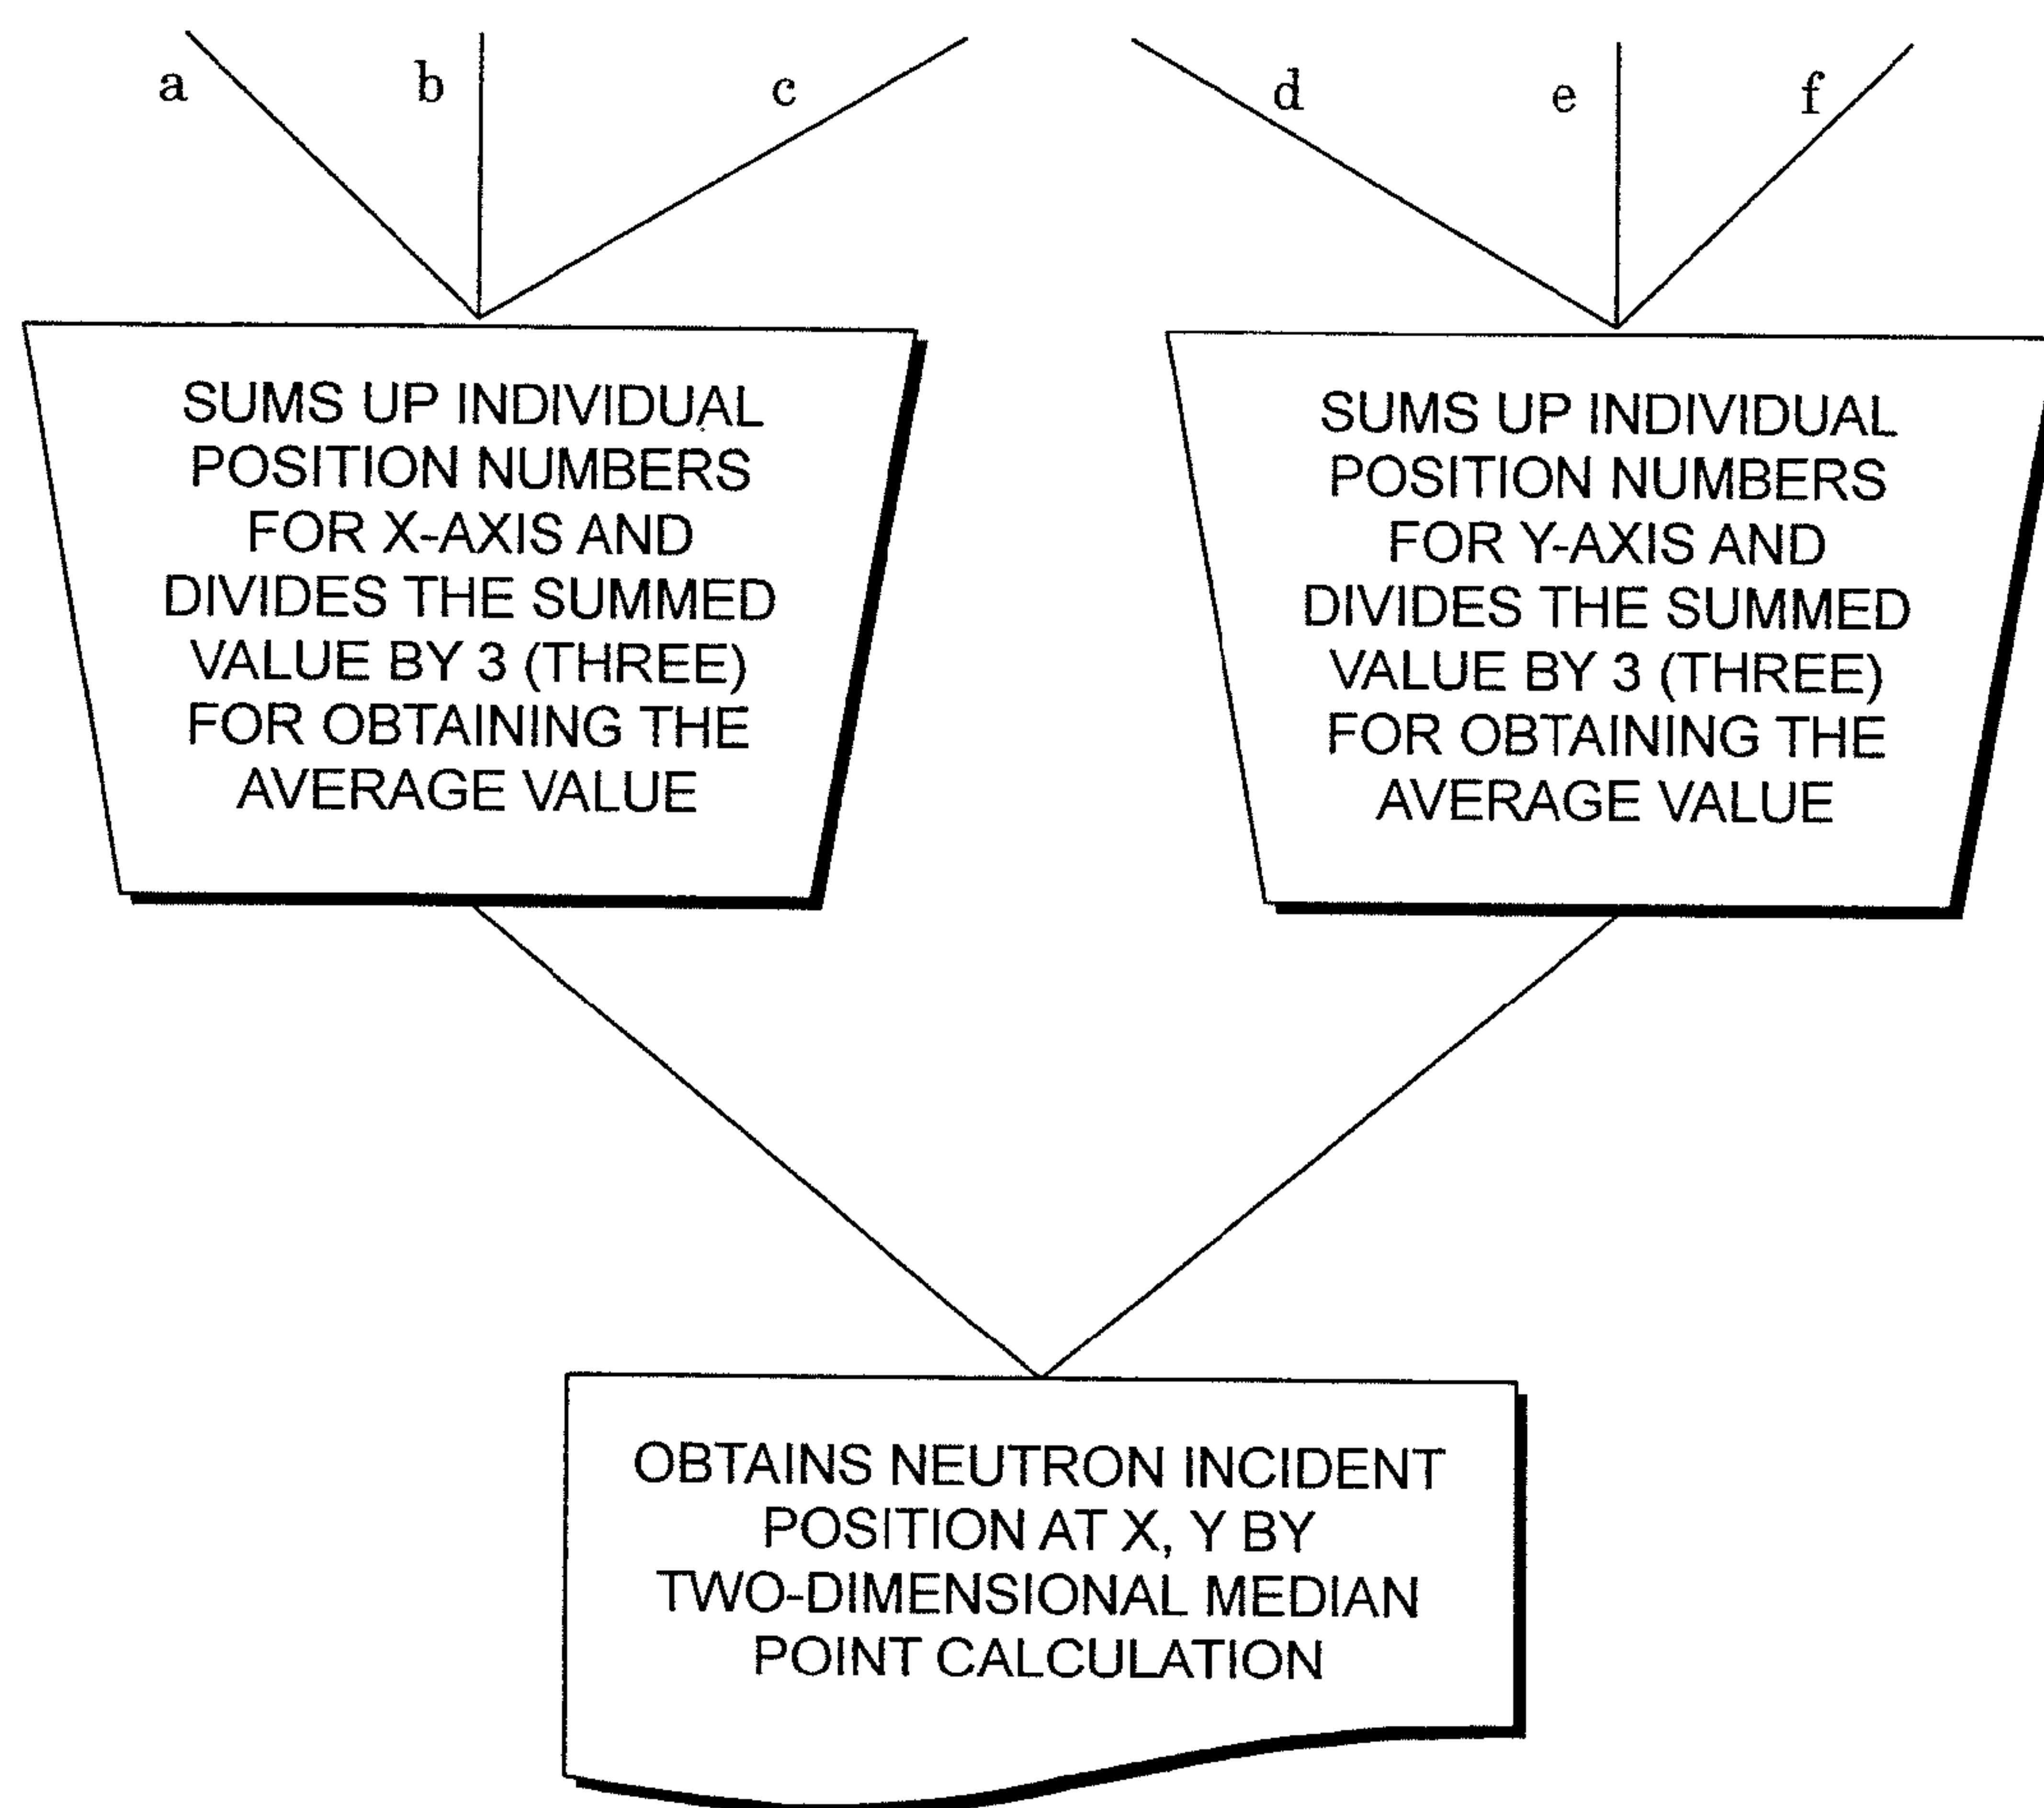 a
b
c
d
e
f
SUMS UP INDIVIDUAL
POSITION NUMBERS
FOR X-AXIS AND
DIVIDES THE SUMMED
VALUE BY 3 (THREE)
FOR OBTAINING THE
AVERAGE VALUE
SUMS UP INDIVIDUAL
POSITION NUMBERS
FOR Y-AXIS AND
DIVIDES THE SUMMED
VALUE BY 3 (THREE)
FOR OBTAINING THE
AVERAGE VALUE
OBTAINS NEUTRON INCIDENT
POSITION AT X, Y BY
TWO-DIMENSIONAL MEDIAN
POINT CALCULATION